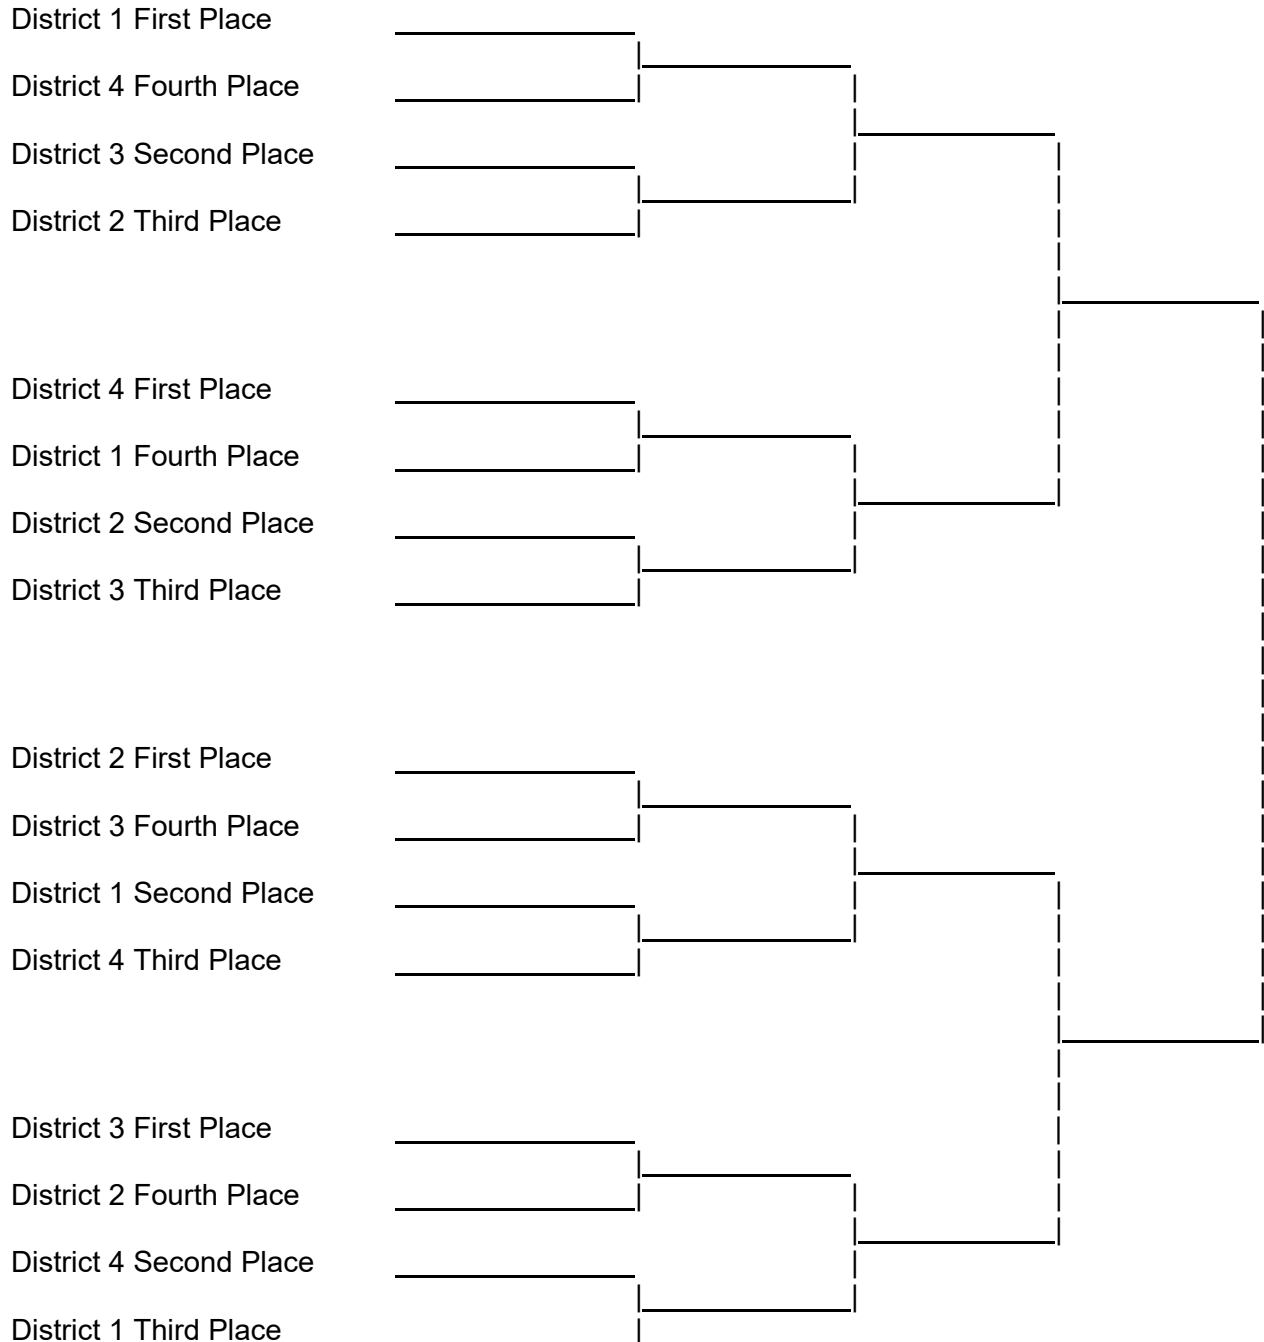 District 1 First Place
District 4 Fourth Place
District 3 Second Place
District 2 Third Place
District 4 First Place
District 1 Fourth Place
District 2 Second Place
District 3 Third Place
District 2 First Place
District 3 Fourth Place
District 1 Second Place
District 4 Third Place
District 3 First Place
District 2 Fourth Place
District 4 Second Place
District 1 Third Place